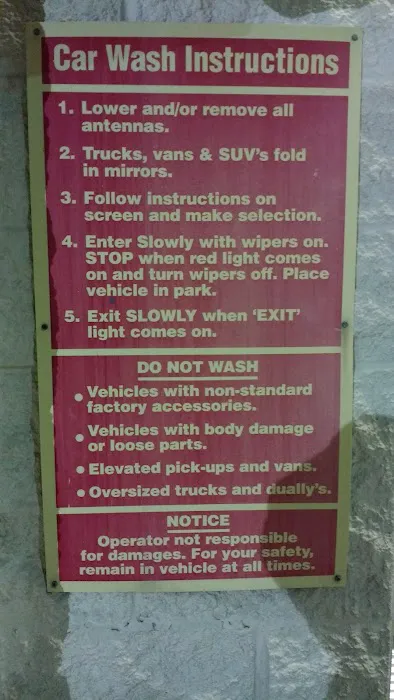 Car Wash Instructions
1. Lower and/or remove all
antennas.
2. Trucks, vans & SUV's fold
in mirrors.
3. Follow instructions on
screen and make selection.
4. Enter Slowly with wipers on.
STOP when red light comes
on and turn wipers off. Place
vehicle in park.
5. Exit SLOWLY when ‘EXIT’
light comes on.
DO NOT WASH
• Vehicles with non-standard
factory accessories.
• Vehicles with body damage
or loose parts.
• Elevated pick-ups and vans.
• Oversized trucks and dually's.
NOTICE
Operator not responsible
for damages. For your safety,
remain in vehicle at all times.